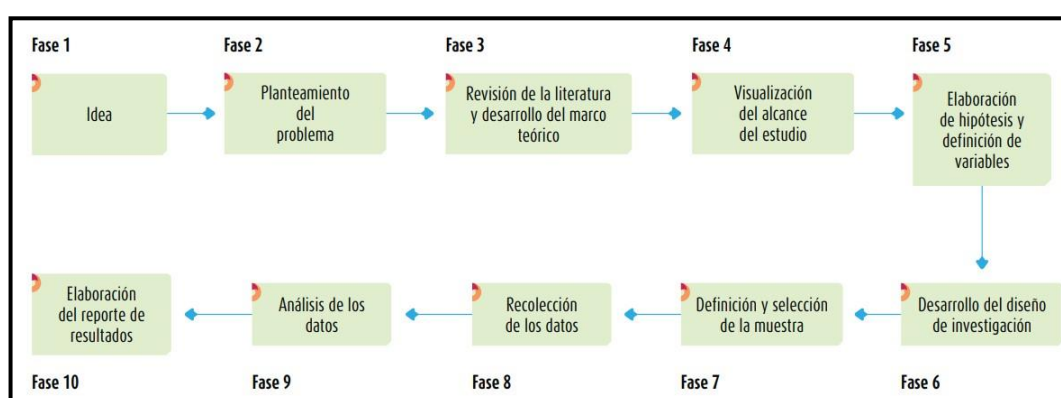 Fase 1
Idea
Fase 2
Planteamiento
del
problema
Fase 3
Revisión de la literatura
y desarrollo del marco
teórico
Fase 4
Visualización
del alcance
del estudio
Fase 5
Elaboración
de hipótesis y
definición de
variables
Desarrollo del diseño
de investigación
Fase 6
Definición y selección
de la muestra
Fase 7
Recolección
de los datos
Fase 8
Análisis de los
datos
Fase 9
Elaboración
del reporte de
resultados
Fase 10